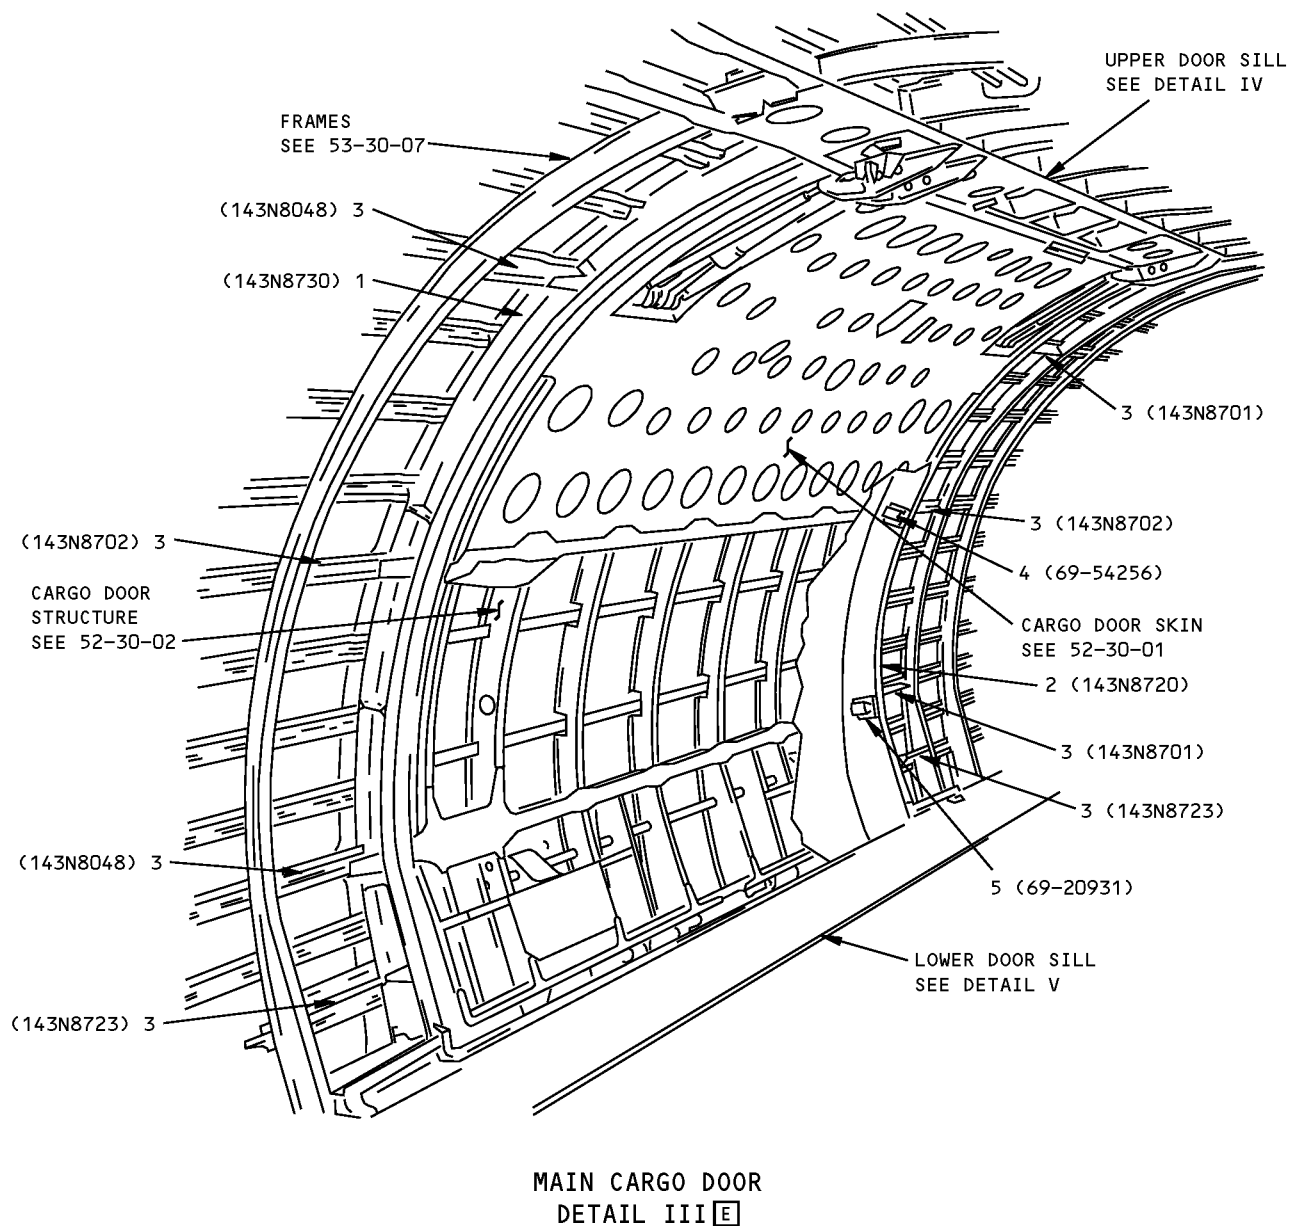 UPPER DOOR SILL
SEE DETAIL IV
FRAMES
SEE 53-30-07
(143N8048) 3
(143N8730) 1
3 (143N8701)
(143N8702) 3
3 (143N8702)
4 (69-54256)
CARGO DOOR
STRUCTURE
SEE 52-30-02
CARGO DOOR SKIN
SEE 52-30-01
2 (143N8720)
3 (143N8701)
3 (143N8723)
(143N8048) 3
5 (69-20931)
LOWER DOOR SILL
SEE DETAIL V
(143N8723) 3
MAIN CARGO DOOR
DETAIL III E